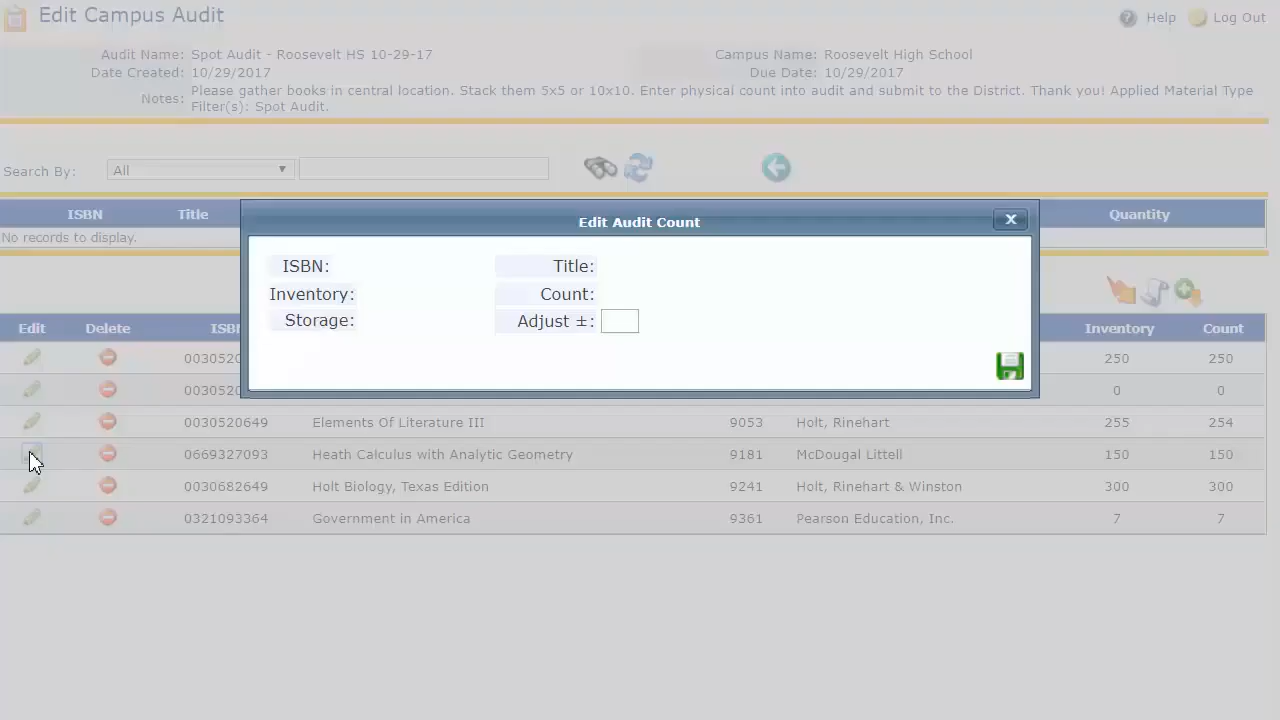 Edit Campus Audit
Help
Log Out
Audit Name: Spot Audit - Roosevelt HS 10-29-17
Campus Name: Roosevelt High School
Date Created: 10/29/2017
Due Date: 10/29/2017
Notes: Please gather books in central location. Stack them 5x5 or 10x10. Enter physical count into audit and submit to the District. Thank you! Applied Material Type
Filter(s): Spot Audit.
Search By: All
ISBN Title Quantity
No records to display.
Edit Audit Count X
ISBN: Title:
Inventory: Count:
Storage: Adjust ±:
Edit Delete Inventory Count
250 250
0 0
0030520649 Elements Of Literature III 9053 Holt, Rinehart 255 254
0669327093 Heath Calculus with Analytic Geometry 9181 McDougal Littell 150 150
0030682649 Holt Biology, Texas Edition 9241 Holt, Rinehart & Winston 300 300
0321093364 Government in America 9361 Pearson Education, Inc. 7 7